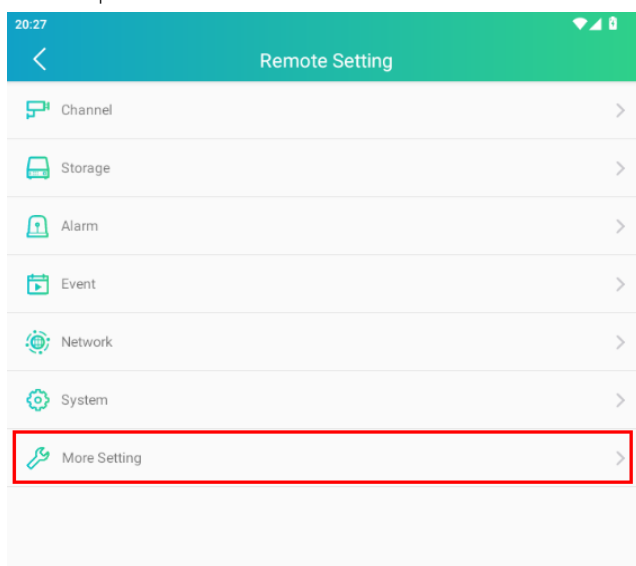 20:27
Remote Setting
Channel
Storage
Alarm
Event
Network
System
More Setting